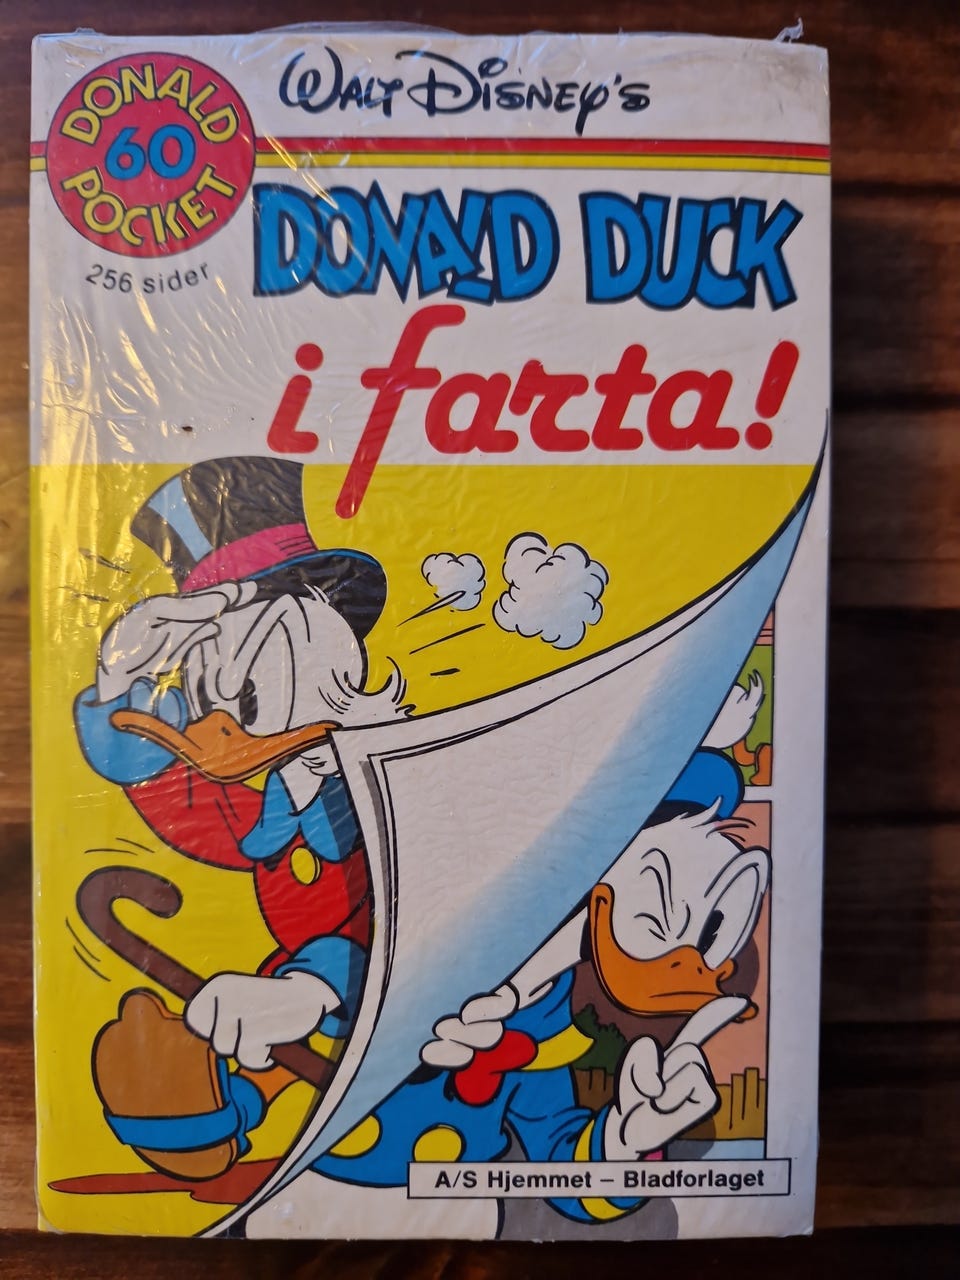 DONALD
60
POCKET
256 sider
WALT DISNEY'S
DONALD DUCK
i farta!
A/S Hjemmet – Bladforlaget